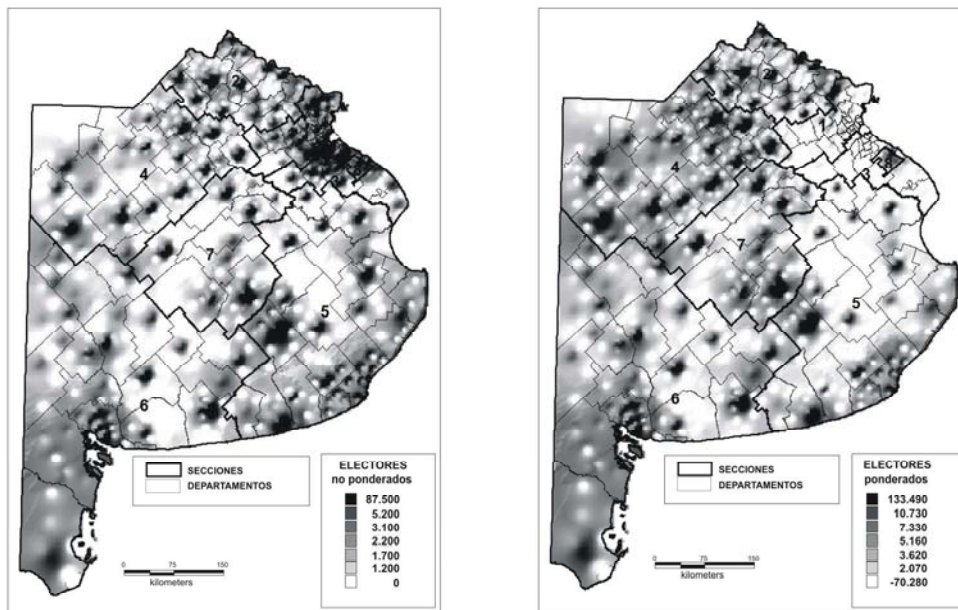 2
4
7
5
6
SECCIONES
DEPARTAMENTOS
0 75 150
kilometers
ELECTORES
no ponderados
87.500
5.200
3.100
2.200
1.700
1.200
0
2
4
8
3
7
5
6
SECCIONES
DEPARTAMENTOS
0 75 150
kilometers
ELECTORES
ponderados
133.490
10.730
7.330
5.160
3.620
2.070
-70.280